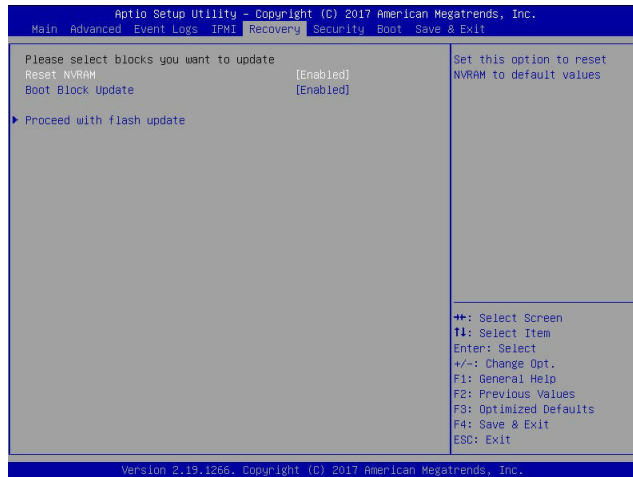 Aptio Setup Utility – Copyright (C) 2017 American Megatrends, Inc.
Main Advanced Event Logs IPMI Recovery Security Boot Save & Exit
Please select blocks you want to update
Reset NVRAM [Enabled]
Boot Block Update [Enabled]
Proceed with flash update
Set this option to reset
NVRAM to default values
→←: Select Screen
↑↓: Select Item
Enter: Select
+/-: Change Opt.
F1: General Help
F2: Previous Values
F3: Optimized Defaults
F4: Save & Exit
ESC: Exit
Version 2.19.1266. Copyright (C) 2017 American Megatrends, Inc.